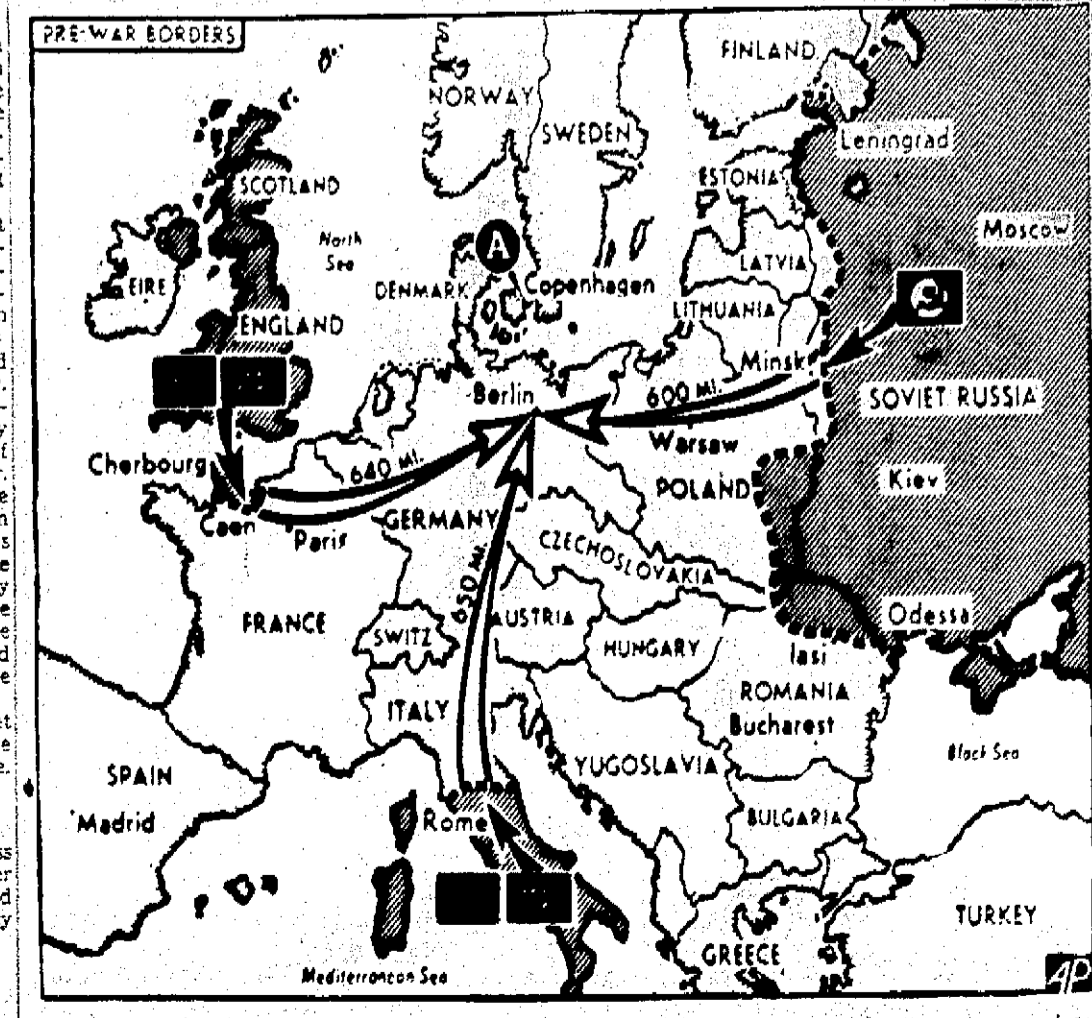 PRE-WAR BORDERS
FINLAND
NORWAY
SWEDEN
Leningrad
SCOTLAND
ESTONIA
Moscow
North
Sea
A
LATVIA
EIRE
DENMARK
Copenhagen
LITHUANIA
ENGLAND
Minsk
Berlin
600 MI.
SOVIET RUSSIA
Warsaw
Cherbourg
640 MI.
POLAND
Kiev
Caen
GERMANY
Paris
CZECHOSLOVAKIA
650 MI.
FRANCE
SWITZ
AUSTRIA
HUNGARY
Odessa
Iasi
ITALY
ROMANIA
Bucharest
Black Sea
SPAIN
YUGOSLAVIA
Madrid
Rome
BULGARIA
TURKEY
GREECE
Mediterranean Sea
AP